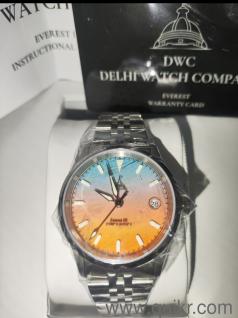 WATCH
EVEREST
INSTRUCTIONAL
DWC
DELHI WATCH COMPA
EVEREST
WARRANTY CARD